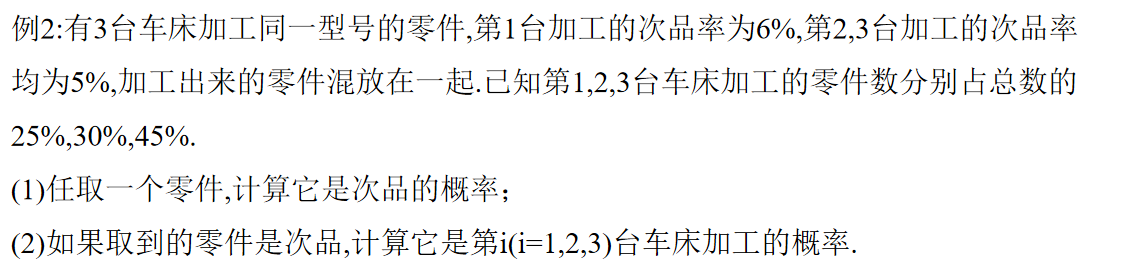 例2:有3台车床加工同一型号的零件,第1台加工的次品率为6%,第2,3台加工的次品率
均为5%,加工出来的零件混放在一起.已知第1,2,3台车床加工的零件数分别占总数的
25%,30%,45%.
(1)任取一个零件,计算它是次品的概率；
(2)如果取到的零件是次品,计算它是第i(i=1,2,3)台车床加工的概率.